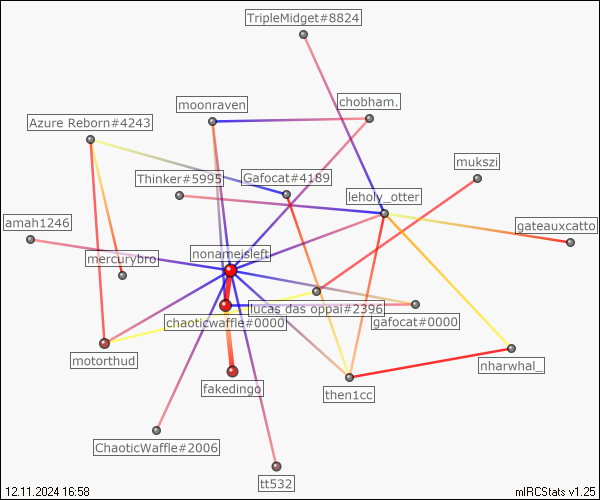 TripleMidget#8824
moonraven
chobham.
Azure Reborn#4243
mukszi
Thinker#5995
Gafocat#4189
leholy_otter
amah1246
gateauxcatto
nonameisleft
mercurybro
lucas das oppai#2396
chaoticwaffle#0000
gafocat#0000
motorthud
nharwhal_
fakedingo
then1cc
ChaoticWaffle#2006
tt532
12.11.2024 16:58
mIRCStats v1.25